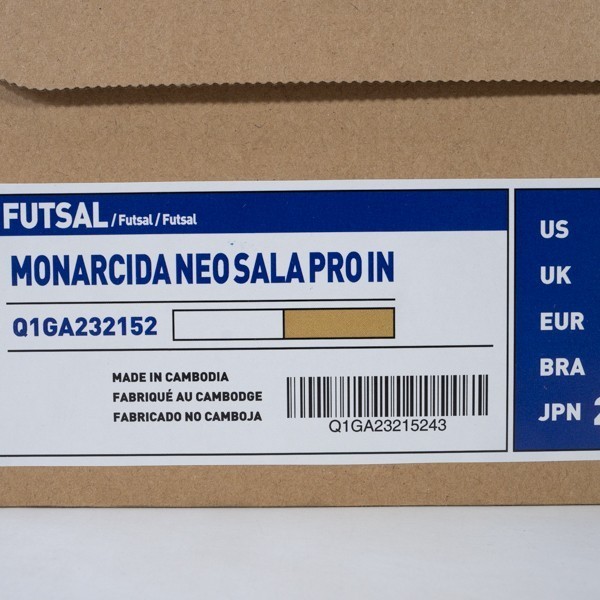 FUTSAL / Futsal / Futsal
MONARCIDA NEO SALA PRO IN
Q1GA232152
MADE IN CAMBODIA
FABRIQUÉ AU CAMBODGE
FABRICADO NO CAMBOJA
Q1GA23215243
US
UK
EUR
BRA
JPN